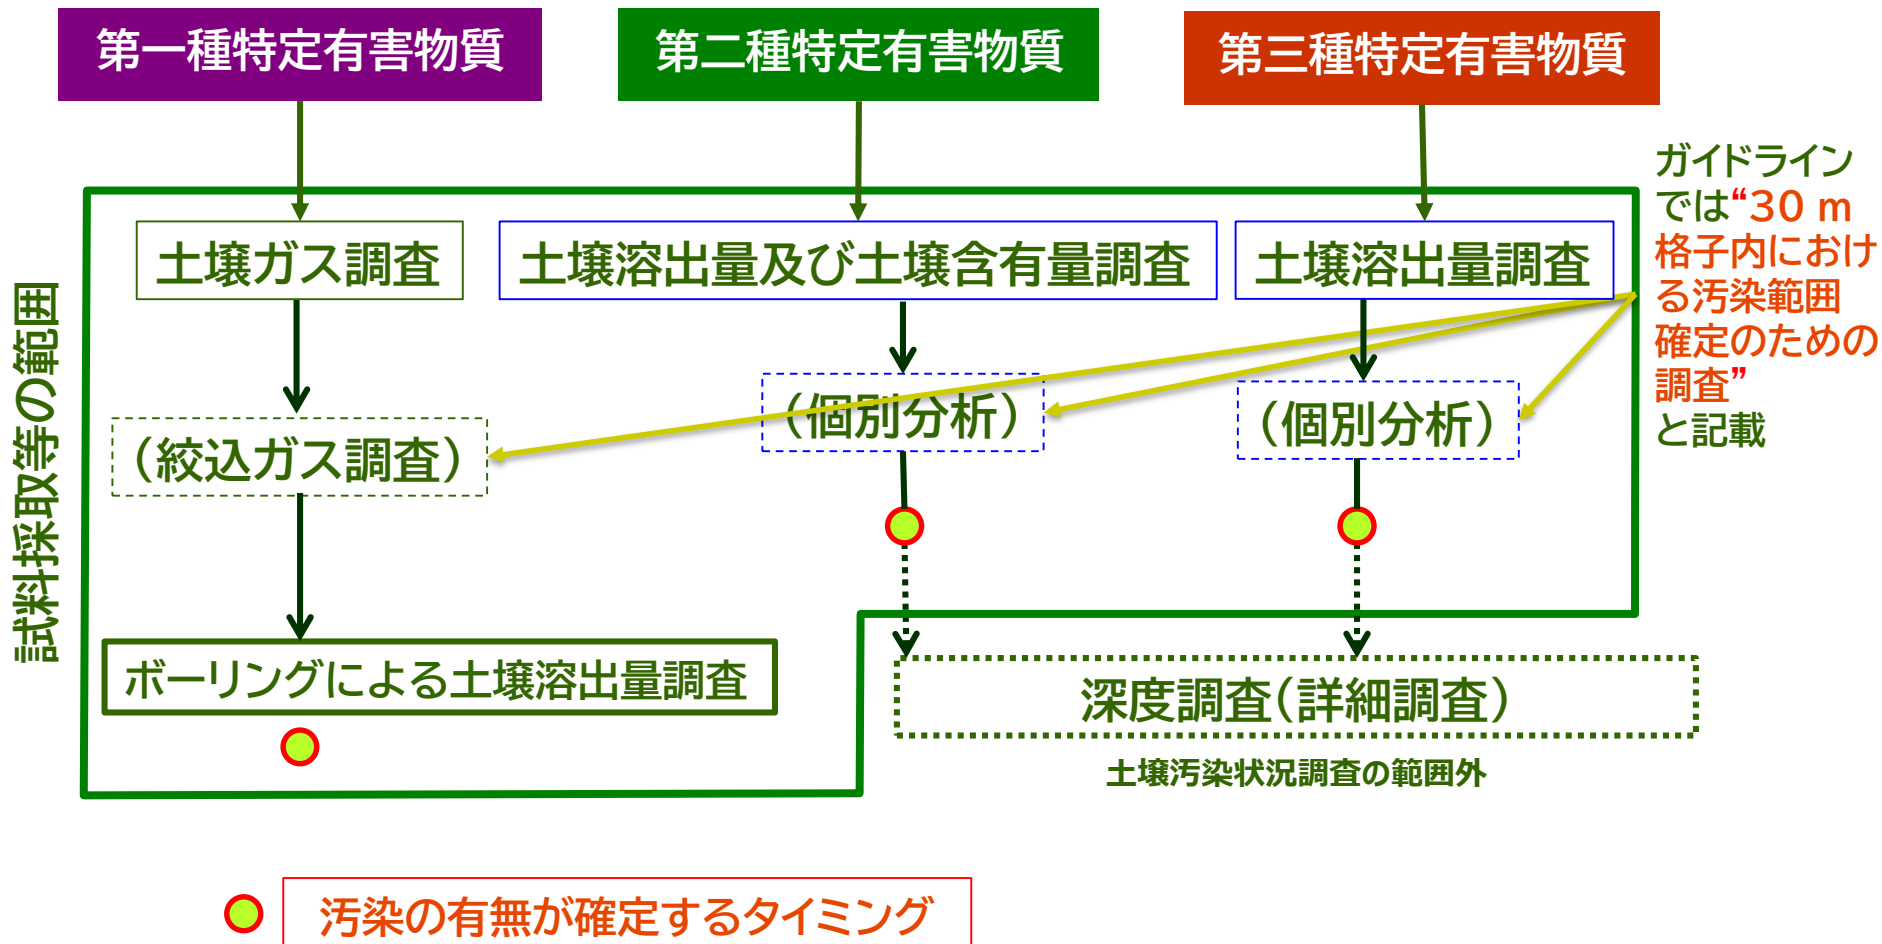 第一種特定有害物質
第二種特定有害物質
第三種特定有害物質
ガイドライン
では“30 m
格子内におけ
る汚染範囲
確定のための
調査”
と記載
試料採取等の範囲
土壌ガス調査
土壌溶出量及び土壌含有量調査
土壌溶出量調査
（絞込ガス調査）
（個別分析）
（個別分析）
ボーリングによる土壌溶出量調査
深度調査（詳細調査）
土壌汚染状況調査の範囲外
汚染の有無が確定するタイミング